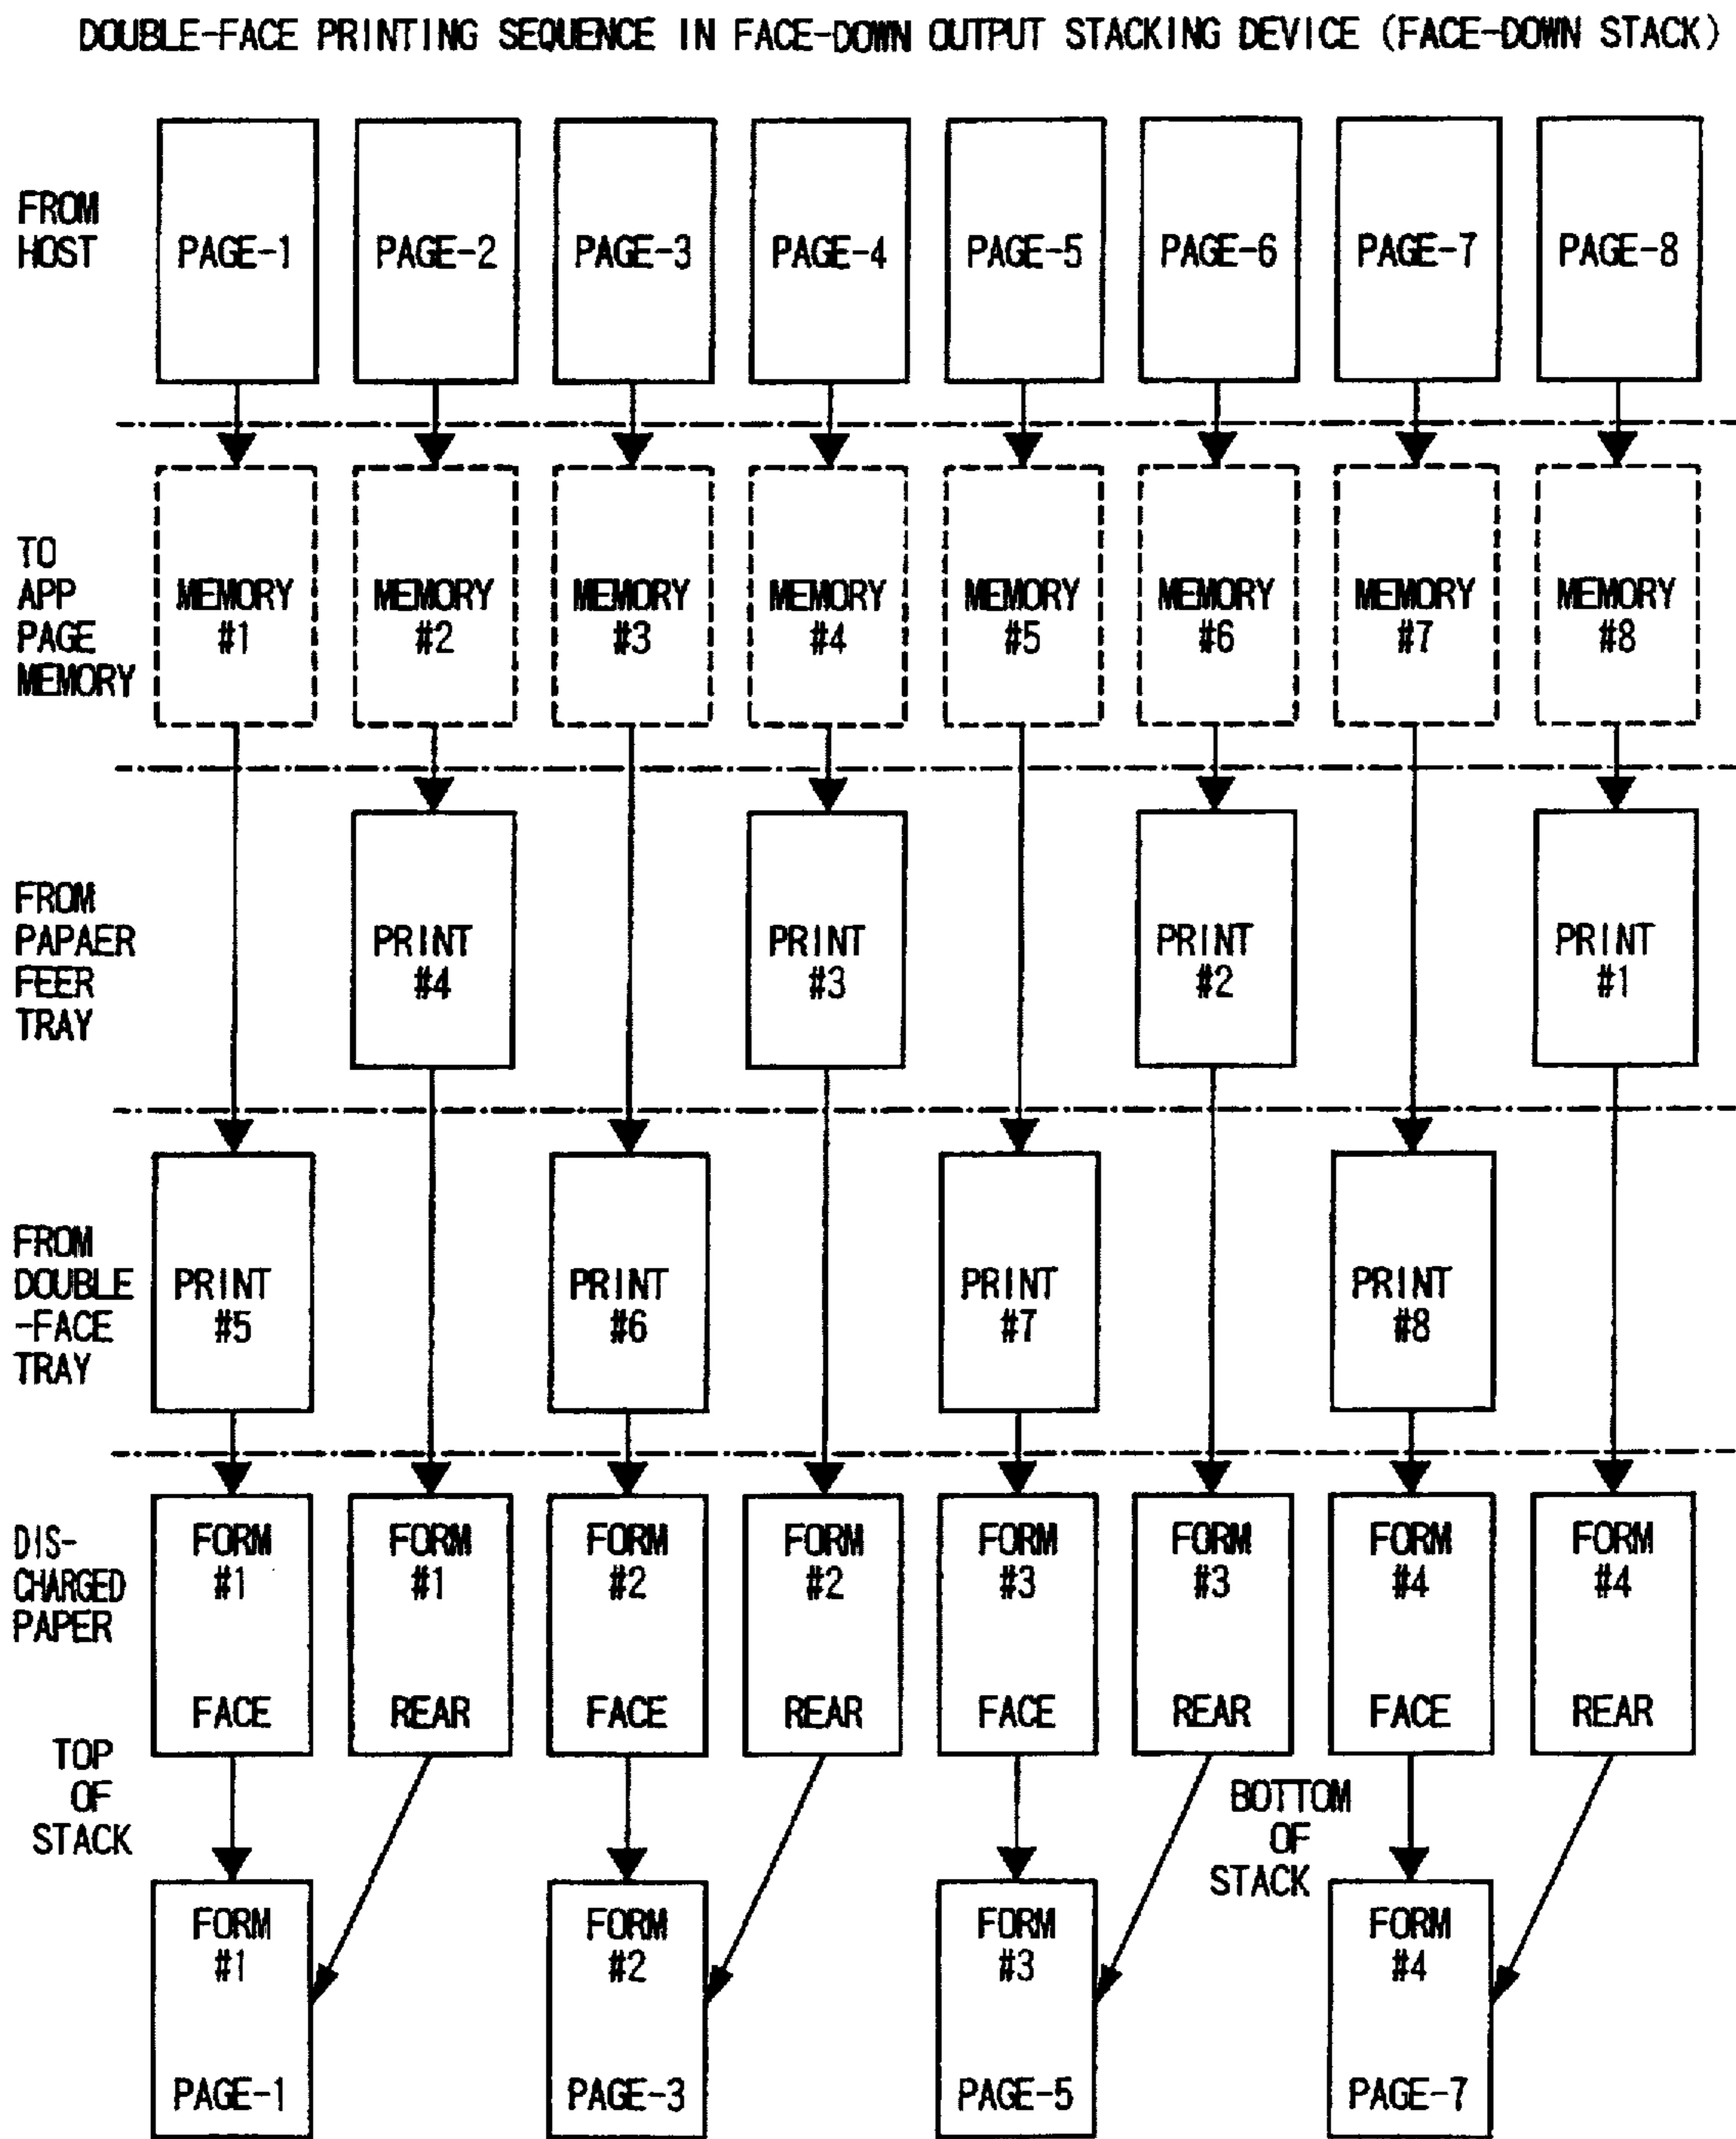 DOUBLE-FACE PRINTING SEQUENCE IN FACE-DOWN OUTPUT STACKING DEVICE (FACE-DOWN STACK)
FROM
HOST
PAGE-1 PAGE-2 PAGE-3 PAGE-4 PAGE-5 PAGE-6 PAGE-7 PAGE-8
TO
APP
PAGE
MEMORY
MEMORY MEMORY MEMORY MEMORY MEMORY MEMORY MEMORY MEMORY
#1 #2 #3 #4 #5 #6 #7 #8
FROM
PAPAER
FEER
TRAY
PRINT PRINT PRINT PRINT
#4 #3 #2 #1
FROM
DOUBLE
-FACE
TRAY
PRINT PRINT PRINT PRINT
#5 #6 #7 #8
DIS-
CHARGED
PAPER
FORM FORM FORM FORM FORM FORM FORM FORM
#1 #1 #2 #2 #3 #3 #4 #4
FACE REAR FACE REAR FACE REAR FACE REAR
TOP
OF
STACK
BOTTOM
OF
STACK
FORM FORM FORM FORM
#1 #2 #3 #4
PAGE-1 PAGE-3 PAGE-5 PAGE-7